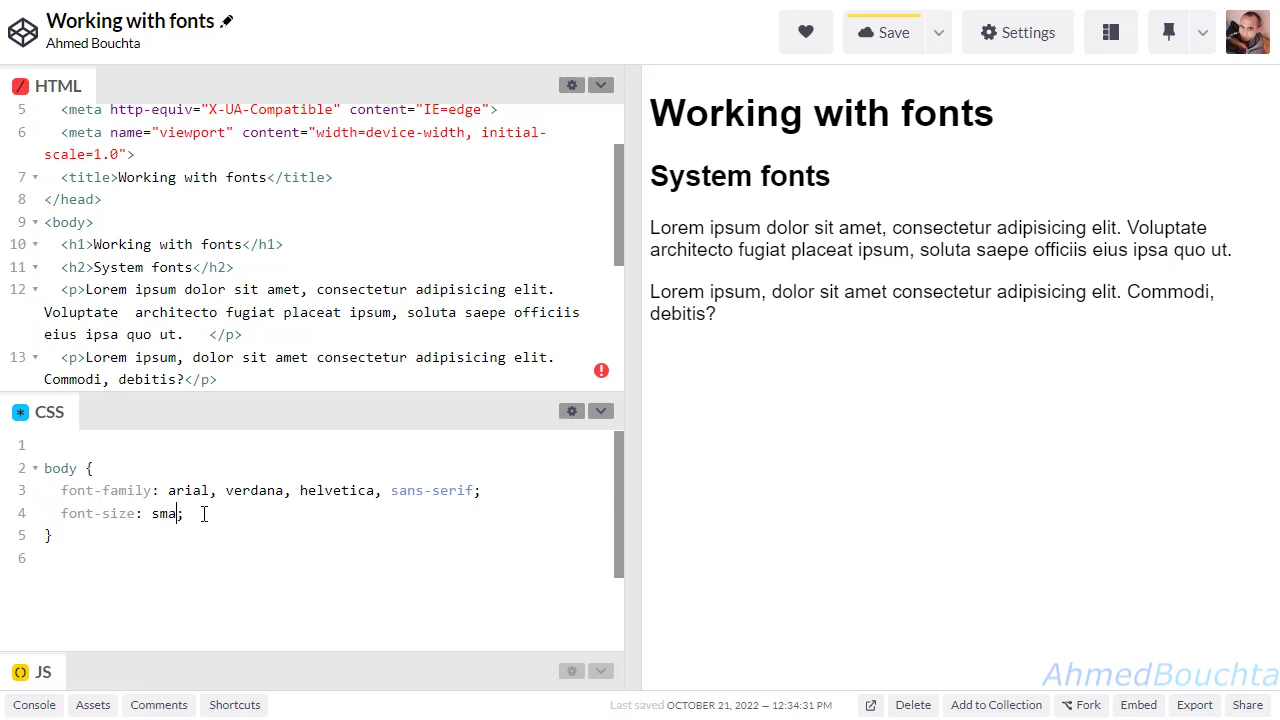 Working with fonts
Ahmed Bouchta
Save
Settings
HTML
5 <meta http-equiv="X-UA-Compatible" content="IE=edge">
6 <meta name="viewport" content="width=device-width, initial-
scale=1.0">
7 <title>Working with fonts</title>
8 </head>
9 <body>
10 <h1>Working with fonts</h1>
11 <h2>System fonts</h2>
12 <p>Lorem ipsum dolor sit amet, consectetur adipisicing elit.
Voluptate  architecto fugiat placeat ipsum, soluta saepe officiis
eius ipsa quo ut.   </p>
13 <p>Lorem ipsum, dolor sit amet consectetur adipisicing elit.
Commodi, debitis?</p>
CSS
1
2 body {
3 font-family: arial, verdana, helvetica, sans-serif;
4 font-size: sma;
5 }
6
JS
Working with fonts
System fonts
Lorem ipsum dolor sit amet, consectetur adipisicing elit. Voluptate
architecto fugiat placeat ipsum, soluta saepe officiis eius ipsa quo ut.
Lorem ipsum, dolor sit amet consectetur adipisicing elit. Commodi,
debitis?
AhmedBouchta
Console Assets Comments Shortcuts Last saved OCTOBER 21, 2022 — 12:34:31 PM Delete Add to Collection Fork Embed Export Share